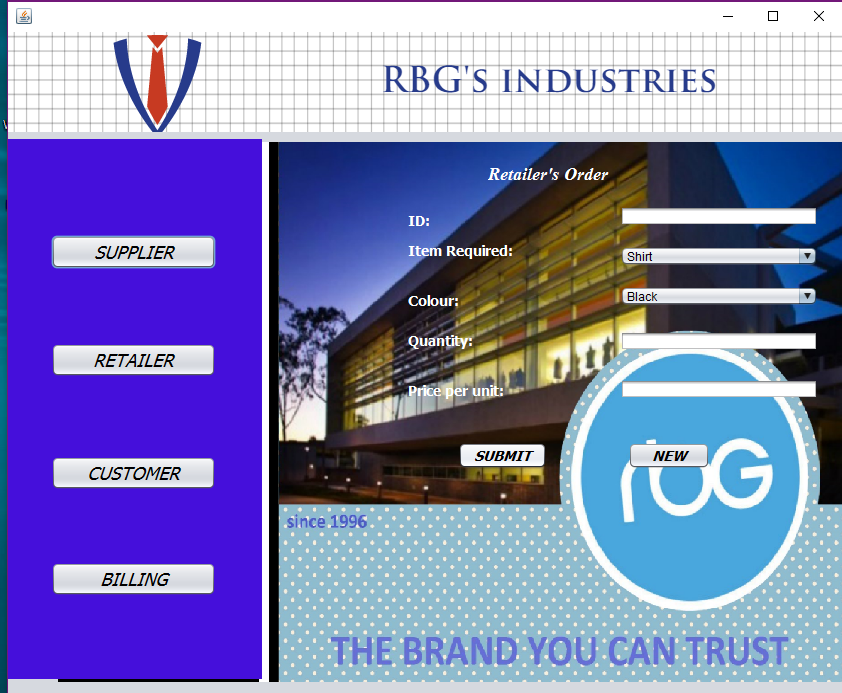 RBG'S INDUSTRIES
Retailer's Order
ID:
Item Required:
Shirt
Colour:
Black
Quantity:
Price per unit:
SUBMIT
NEW
SUPPLIER
RETAILER
CUSTOMER
BILLING
rbG
since 1996
THE BRAND YOU CAN TRUST